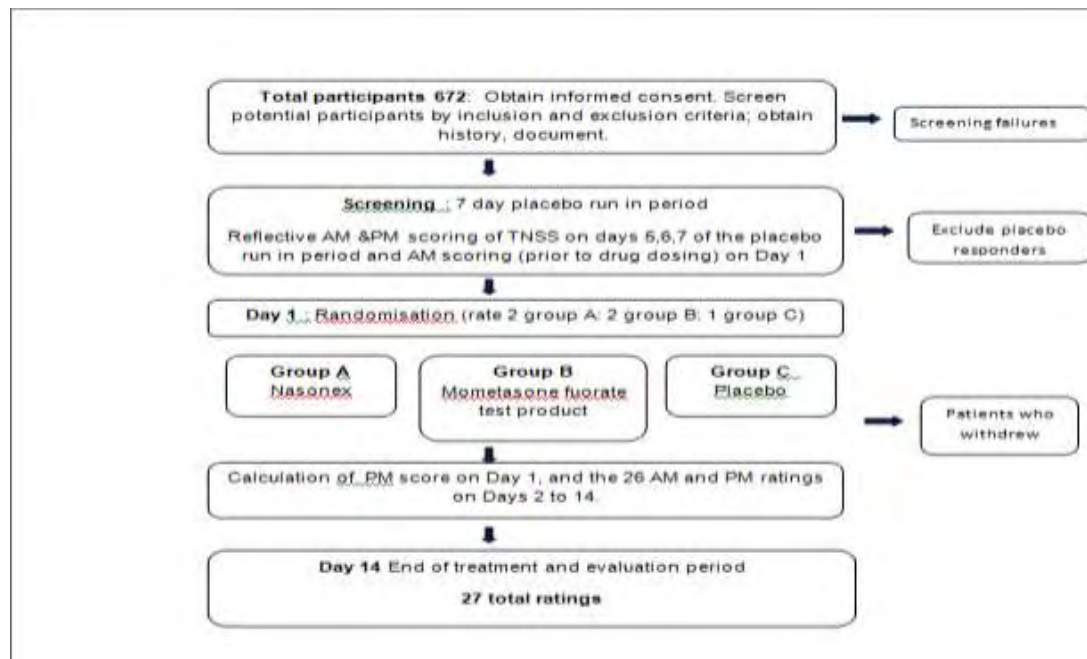 Total participants 672: Obtain informed consent. Screen
potential participants by inclusion and exclusion criteria; obtain
history, document.
Screening failures
Screening : 7 day placebo run in period
Reflective AM &PM scoring of TNSS on days 5,6,7 of the placebo
run in period and AM scoring (prior to drug dosing) on Day 1
Exclude placebo
responders
Day 1 : Randomisation (rate 2 group A: 2 group B: 1 group C)
Group A
Nasonex
Group B
Mometasone fuorate
test product
Group C
Placebo
Patients who
withdrew
Calculation of PM score on Day 1, and the 26 AM and PM ratings
on Days 2 to 14.
Day 14 End of treatment and evaluation period
27 total ratings